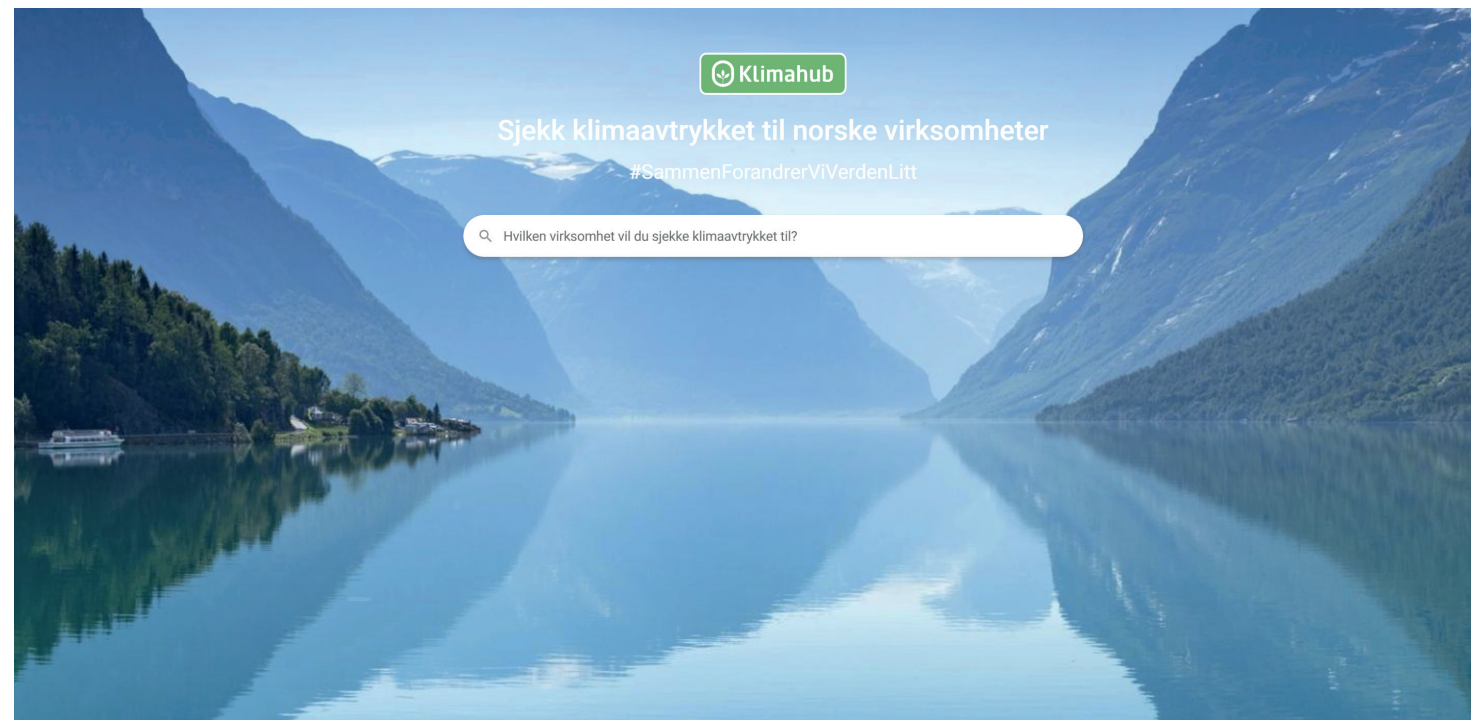 Klimahub
Sjekk klimaavtrykket til norske virksomheter
#SammenForandrerViVerdenLitt
Hvilken virksomhet vil du sjekke klimaavtrykket til?